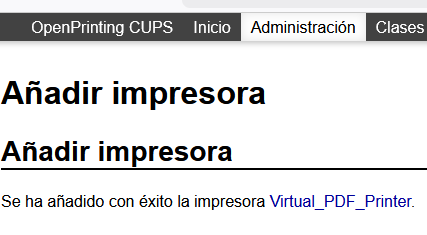 OpenPrinting CUPS Inicio Administración Clases
Añadir impresora
Añadir impresora
Se ha añadido con éxito la impresora Virtual_PDF_Printer.